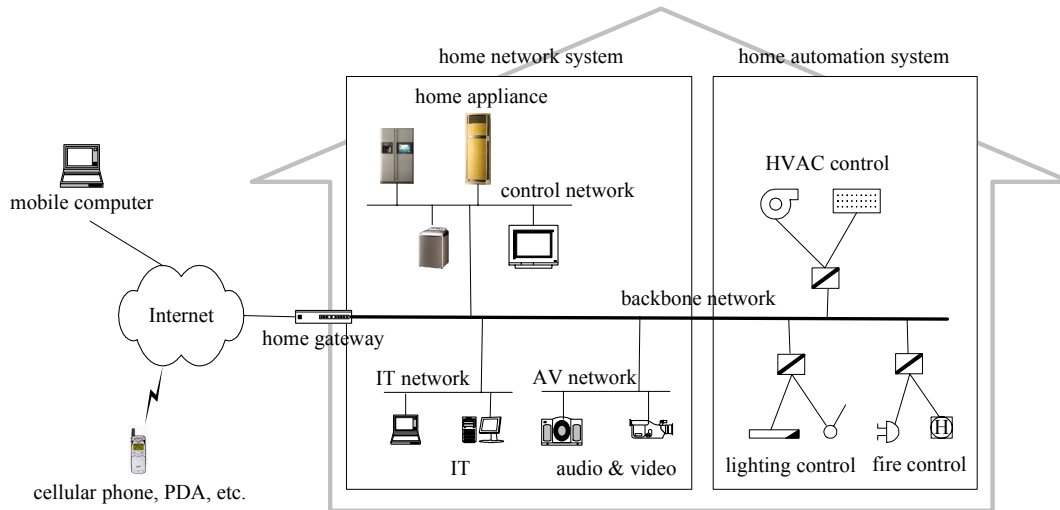 home network system
home automation system
home appliance
HVAC control
control network
mobile computer
backbone network
Internet
home gateway
IT network
AV network
H
IT
audio & video
lighting control
fire control
cellular phone, PDA, etc.